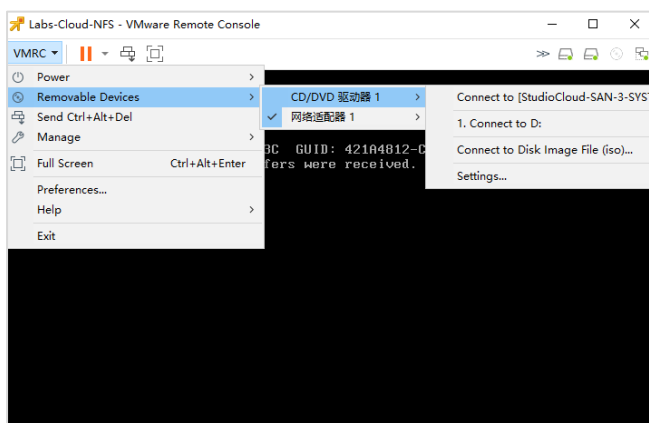 Labs-Cloud-NFS - VMware Remote Console
VMRC
Power
Removable Devices
CD/DVD 驱动器 1
Connect to [StudioCloud-SAN-3-SYS
Send Ctrl+Alt+Del
网络适配器 1
1. Connect to D:
Manage
3C GUID: 421A4812-C
Connect to Disk Image File (iso)...
Full Screen Ctrl+Alt+Enter
fers were received.
Settings...
Preferences...
Help
Exit